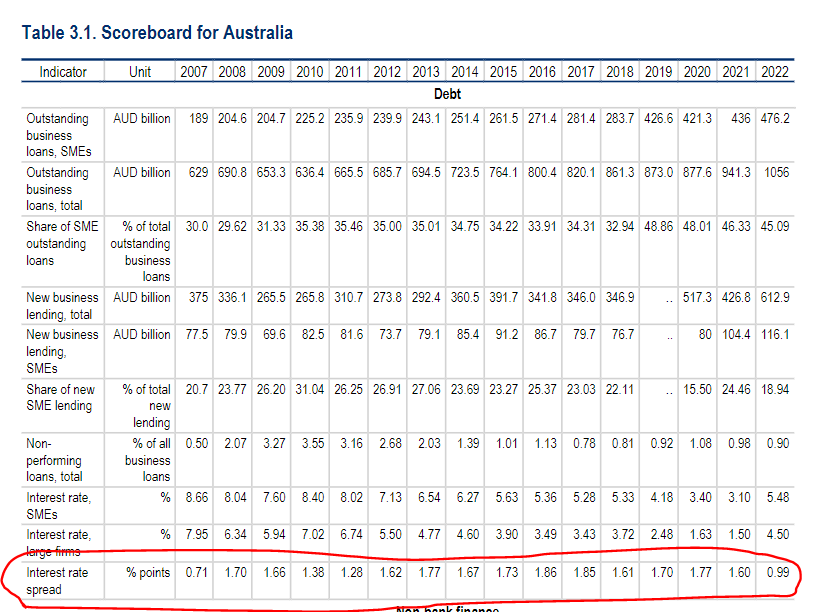 Table 3.1. Scoreboard for Australia
Indicator Unit 2007 2008 2009 2010 2011 2012 2013 2014 2015 2016 2017 2018 2019 2020 2021 2022
Debt
Outstanding AUD billion 189 204.6 204.7 225.2 235.9 239.9 243.1 251.4 261.5 271.4 281.4 283.7 426.6 421.3 436 476.2
business
loans, SMEs
Outstanding AUD billion 629 690.8 653.3 636.4 665.5 685.7 694.5 723.5 764.1 800.4 820.1 861.3 873.0 877.6 941.3 1056
business
loans, total
Share of SME % of total 30.0 29.62 31.33 35.38 35.46 35.00 35.01 34.75 34.22 33.91 34.31 32.94 48.86 48.01 46.33 45.09
outstanding outstanding
loans business
loans
New business AUD billion 375 336.1 265.5 265.8 310.7 273.8 292.4 360.5 391.7 341.8 346.0 346.9 .. 517.3 426.8 612.9
lending, total
New business AUD billion 77.5 79.9 69.6 82.5 81.6 73.7 79.1 85.4 91.2 86.7 79.7 76.7 .. 80 104.4 116.1
lending,
SMEs
Share of new % of total 20.7 23.77 26.20 31.04 26.25 26.91 27.06 23.69 23.27 25.37 23.03 22.11 .. 15.50 24.46 18.94
SME lending new
lending
Non- % of all 0.50 2.07 3.27 3.55 3.16 2.68 2.03 1.39 1.01 1.13 0.78 0.81 0.92 1.08 0.98 0.90
performing business
loans, total loans
Interest rate, % 8.66 8.04 7.60 8.40 8.02 7.13 6.54 6.27 5.63 5.36 5.28 5.33 4.18 3.40 3.10 5.48
SMEs
Interest rate, % 7.95 6.34 5.94 7.02 6.74 5.50 4.77 4.60 3.90 3.49 3.43 3.72 2.48 1.63 1.50 4.50
large firms
Interest rate % points 0.71 1.70 1.66 1.38 1.28 1.62 1.77 1.67 1.73 1.86 1.85 1.61 1.70 1.77 1.60 0.99
spread
Non-bank finance